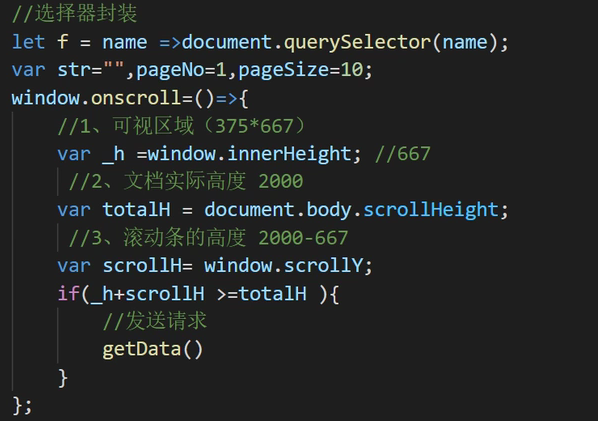 //选择器封装
let f = name =>document.querySelector(name);
var str="",pageNo=1,pageSize=10;
window.onscroll=()=>{
//1、可视区域（375*667）
var _h =window.innerHeight; //667
//2、文档实际高度 2000
var totalH = document.body.scrollHeight;
//3、滚动条的高度 2000-667
var scrollH= window.scrollY;
if(_h+scrollH >=totalH ){
//发送请求
getData()
}
};